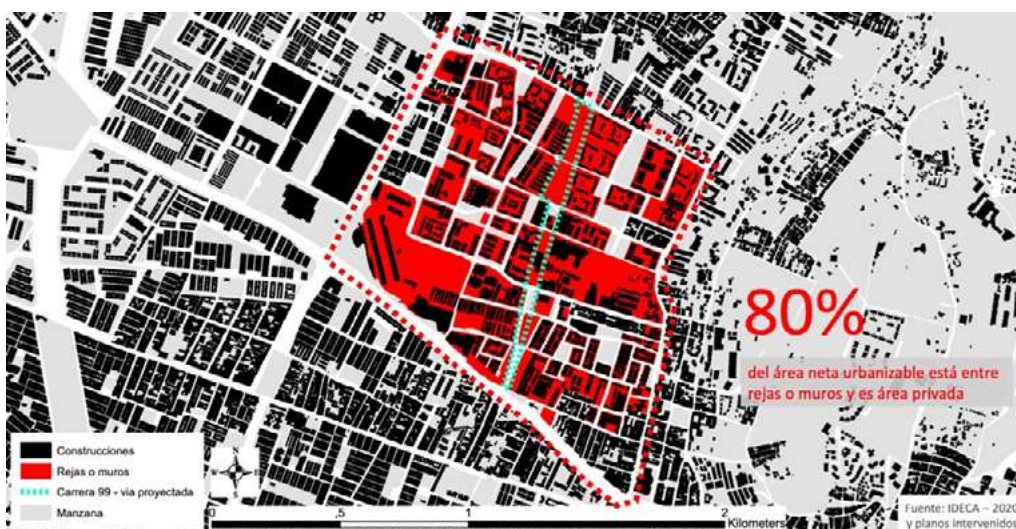 80%
del área neta urbanizable está entre
rejas o muros y es área privada
Construcciones
Rejas o muros
Carrera 99 - via proyectada
Manzana
N
W E
S
0 ,5 1 2
Kilometers
Fuente: IDECA – 2020
y planos intervenidos